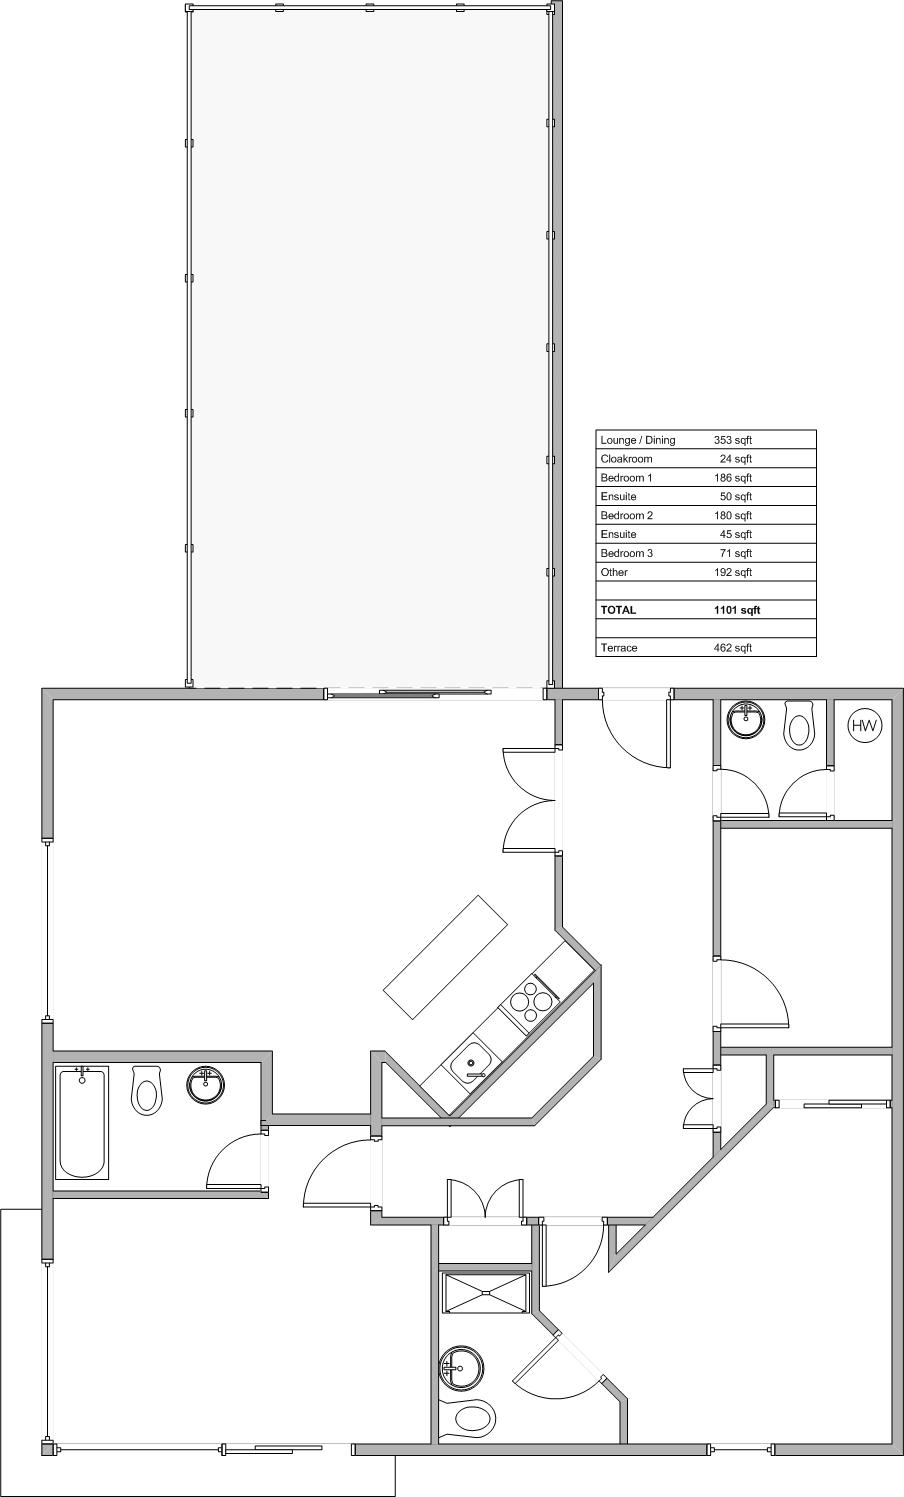 Lounge / Dining 353 sqft
Cloakroom 24 sqft
Bedroom 1 186 sqft
Ensuite 50 sqft
Bedroom 2 180 sqft
Ensuite 45 sqft
Bedroom 3 71 sqft
Other 192 sqft
TOTAL 1101 sqft
Terrace 462 sqft
HW